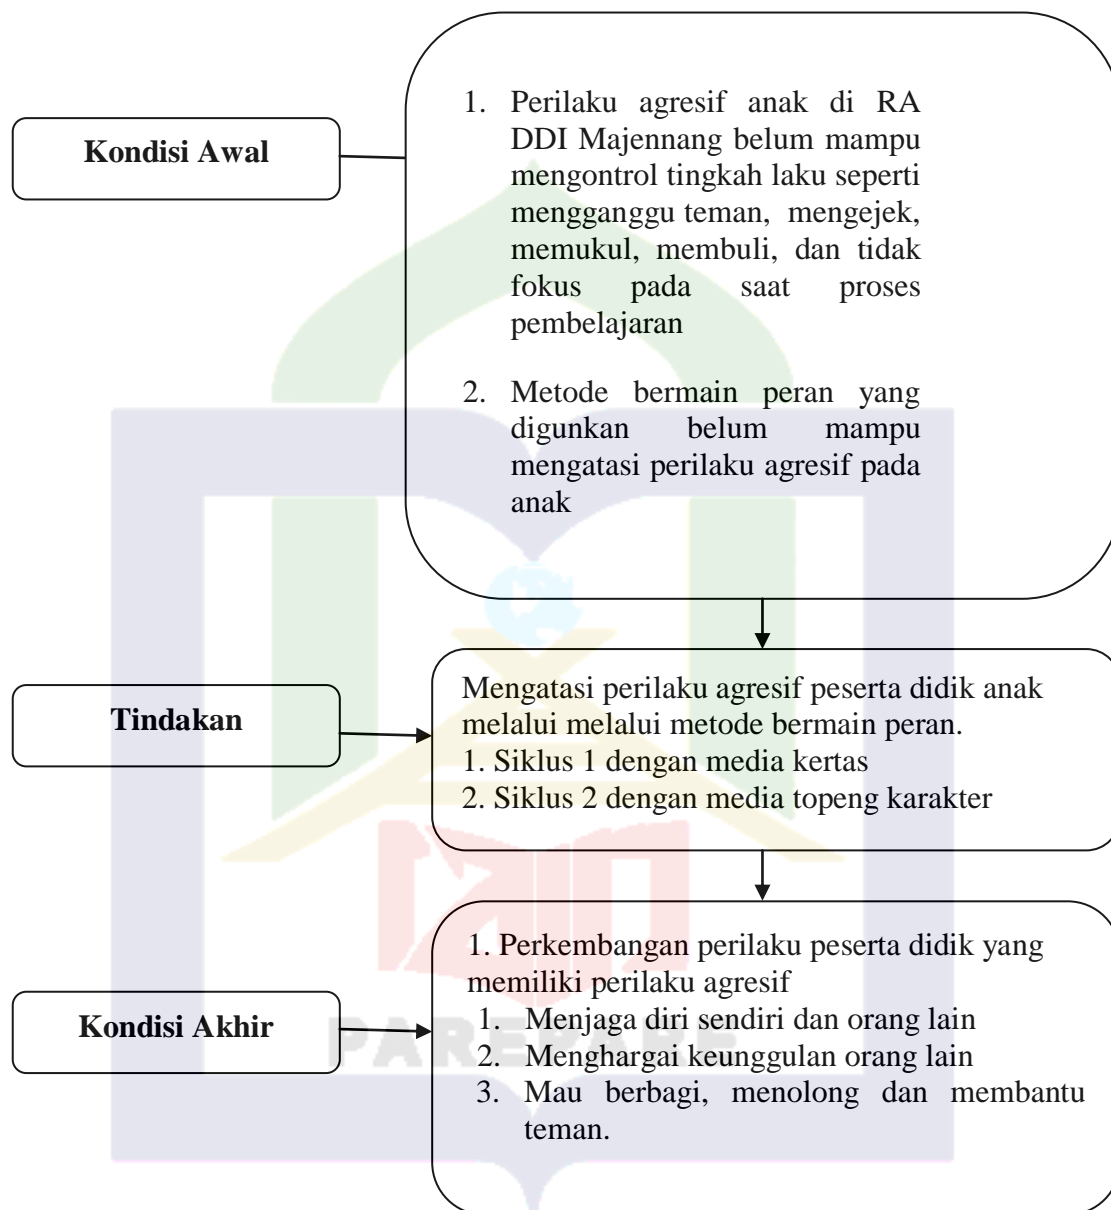 Kondisi Awal
1. Perilaku agresif anak di RA
DDI Majennang belum mampu
mengontrol tingkah laku seperti
mengganggu teman, mengejek,
memukul, membuli, dan tidak
fokus pada saat proses
pembelajaran
2. Metode bermain peran yang
digunkan belum mampu
mengatasi perilaku agresif pada
anak
Tindakan
Mengatasi perilaku agresif peserta didik anak
melalui melalui metode bermain peran.
1. Siklus 1 dengan media kertas
2. Siklus 2 dengan media topeng karakter
Kondisi Akhir
1. Perkembangan perilaku peserta didik yang
memiliki perilaku agresif
1. Menjaga diri sendiri dan orang lain
2. Menghargai keunggulan orang lain
3. Mau berbagi, menolong dan membantu
teman.
PAREPARE